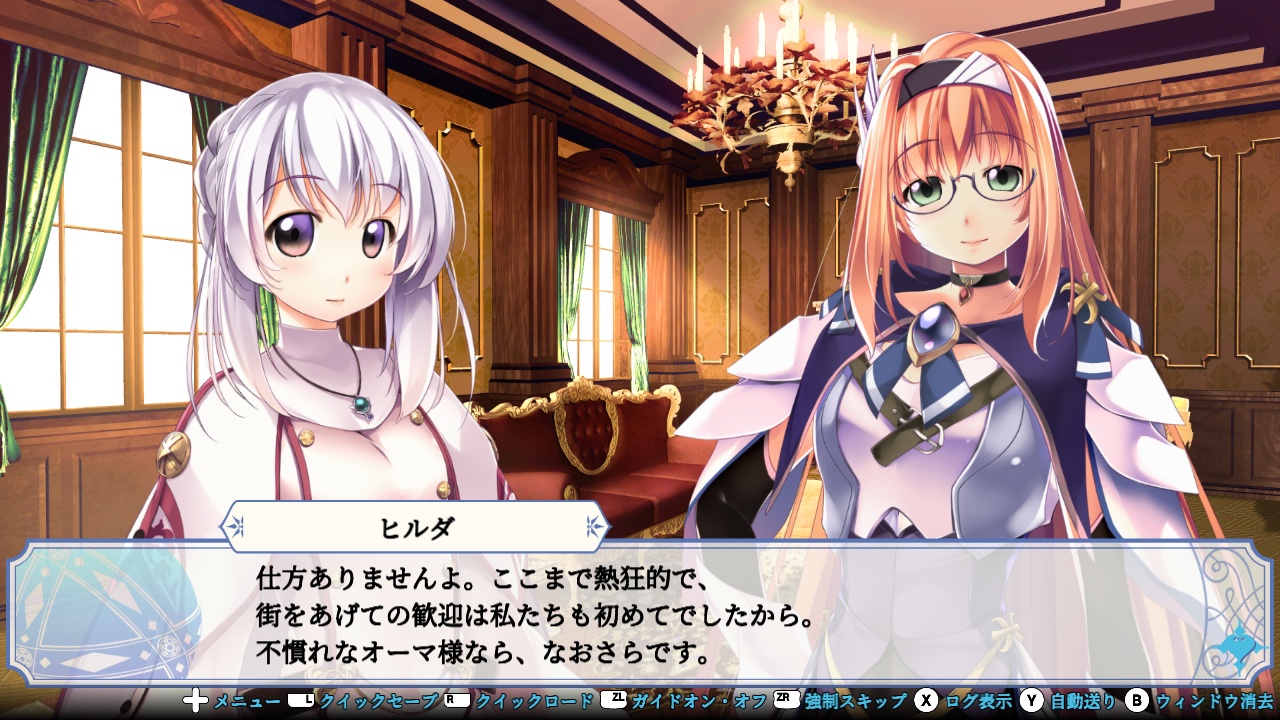 ヒルダ
仕方ありませんよ。ここまで熱狂的で、
街をあげての歓迎は私たちも初めてでしたから。
不慣れなオーマ様なら、なおさらです。
メニュー L クイックセーブ R クイックロード ZL ガイドオン・オフ ZR 強制スキップ X ログ表示 Y 自動送り B ウィンドウ消去